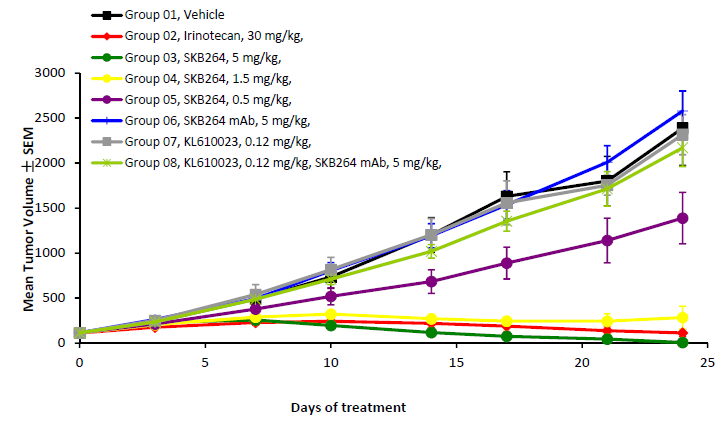 Group 01, Vehicle
Group 02, Irinotecan, 30 mg/kg,
Group 03, SKB264, 5 mg/kg,
Group 04, SKB264, 1.5 mg/kg,
Group 05, SKB264, 0.5 mg/kg,
Group 06, SKB264 mAb, 5 mg/kg,
Group 07, KL610023, 0.12 mg/kg,
Group 08, KL610023, 0.12 mg/kg, SKB264 mAb, 5 mg/kg,
Mean Tumor Volume ± SEM
3000
2500
2000
1500
1000
500
0
0 5 10 15 20 25
Days of treatment